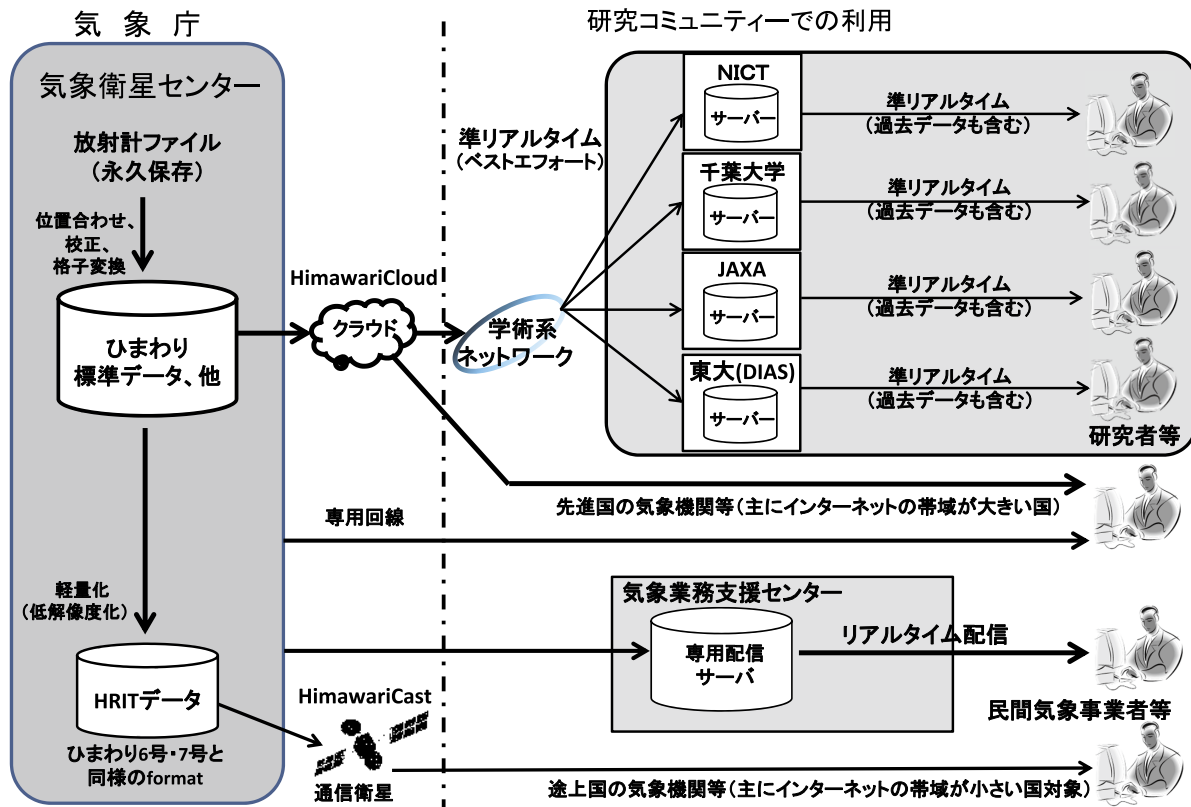 気 象 庁
気象衛星センター
放射計ファイル
(永久保存)
位置合わせ、
校正、
格子変換
ひまわり
標準データ、他
軽量化
(低解像度化)
HRITデータ
ひまわり6号・7号と
同様のformat
HimawariCloud
クラウド
専用回線
HimawariCast
通信衛星
研究コミュニティーでの利用
準リアルタイム
(ベストエフォート)
学術系
ネットワーク
NICT
サーバー
準リアルタイム
(過去データも含む)
千葉大学
サーバー
準リアルタイム
(過去データも含む)
JAXA
サーバー
準リアルタイム
(過去データも含む)
東大(DIAS)
サーバー
準リアルタイム
(過去データも含む)
研究者等
先進国の気象機関等(主にインターネットの帯域が大きい国)
気象業務支援センター
専用配信
サーバ
リアルタイム配信
民間気象事業者等
途上国の気象機関等(主にインターネットの帯域が小さい国対象)